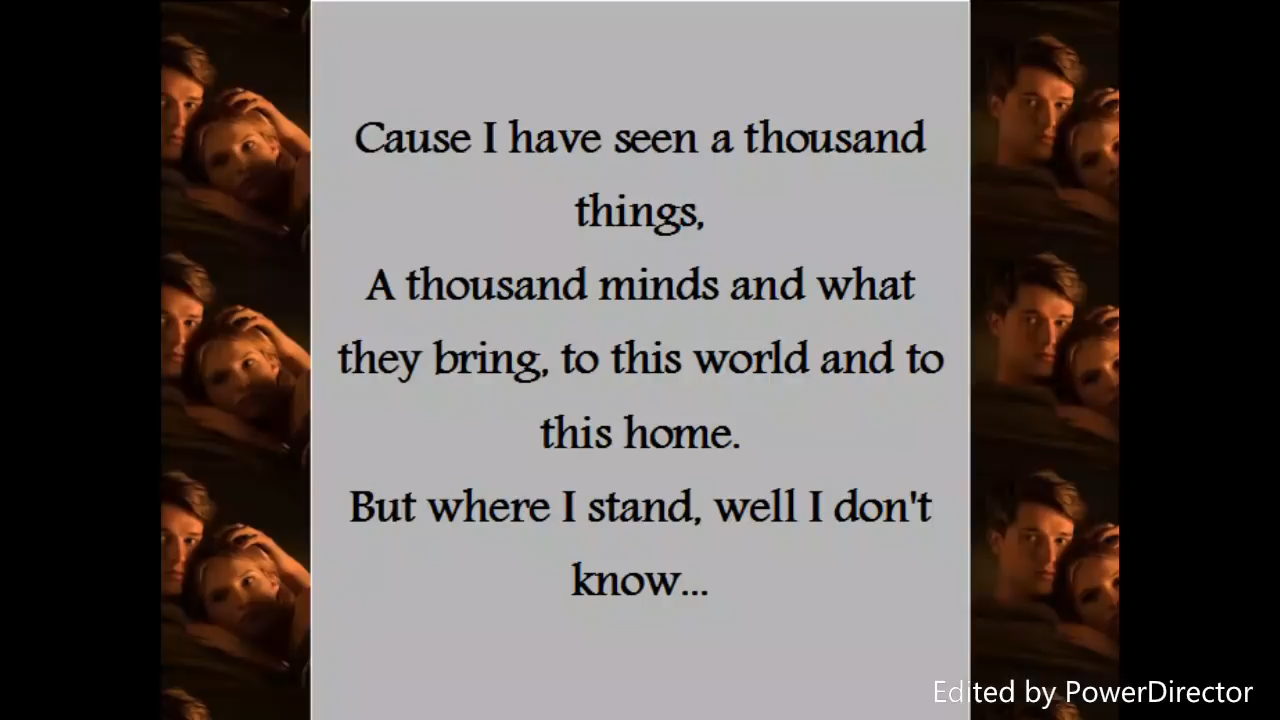 Cause I have seen a thousand
things,
A thousand minds and what
they bring, to this world and to
this home.
But where I stand, well I don't
know...
Edited by PowerDirector